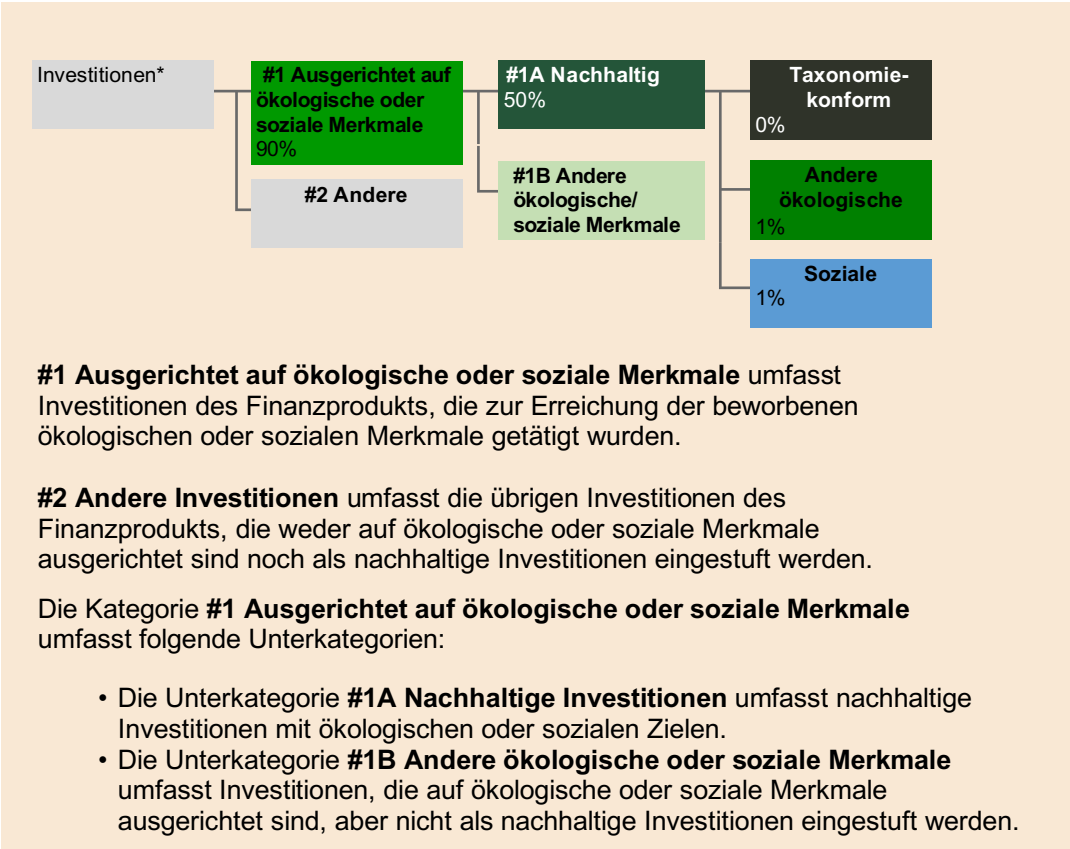 Investitionen*
#1 Ausgerichtet auf
ökologische oder
soziale Merkmale
90%
#2 Andere
#1A Nachhaltig
50%
#1B Andere
ökologische/
soziale Merkmale
Taxonomie-
konform
0%
Andere
ökologische
1%
Soziale
1%
#1 Ausgerichtet auf ökologische oder soziale Merkmale umfasst
Investitionen des Finanzprodukts, die zur Erreichung der beworbenen
ökologischen oder sozialen Merkmale getätigt wurden.
#2 Andere Investitionen umfasst die übrigen Investitionen des
Finanzprodukts, die weder auf ökologische oder soziale Merkmale
ausgerichtet sind noch als nachhaltige Investitionen eingestuft werden.
Die Kategorie #1 Ausgerichtet auf ökologische oder soziale Merkmale
umfasst folgende Unterkategorien:
• Die Unterkategorie #1A Nachhaltige Investitionen umfasst nachhaltige
Investitionen mit ökologischen oder sozialen Zielen.
• Die Unterkategorie #1B Andere ökologische oder soziale Merkmale
umfasst Investitionen, die auf ökologische oder soziale Merkmale
ausgerichtet sind, aber nicht als nachhaltige Investitionen eingestuft werden.